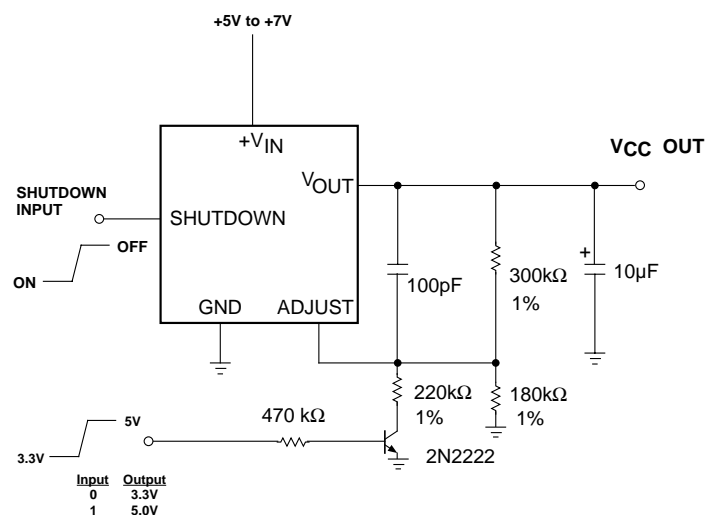 +5V to +7V
+VIN
VCC OUT
VOUT
SHUTDOWN
INPUT
SHUTDOWN
OFF
ON
GND
ADJUST
100pF
300kΩ
1%
+
10µF
220kΩ
1%
180kΩ
1%
470 kΩ
5V
3.3V
2N2222
Input Output
0 3.3V
1 5.0V